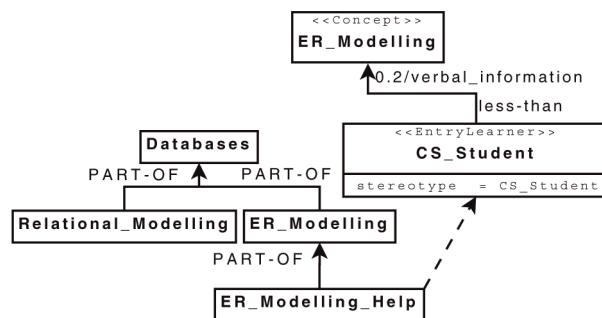 <<Concept>>
ER_Modelling
0.2/verbal_information
less-than
<<EntryLearner>>
CS_Student
stereotype = CS_Student
Databases
PART-OF PART-OF
Relational_Modelling ER_Modelling
PART-OF
ER_Modelling_Help